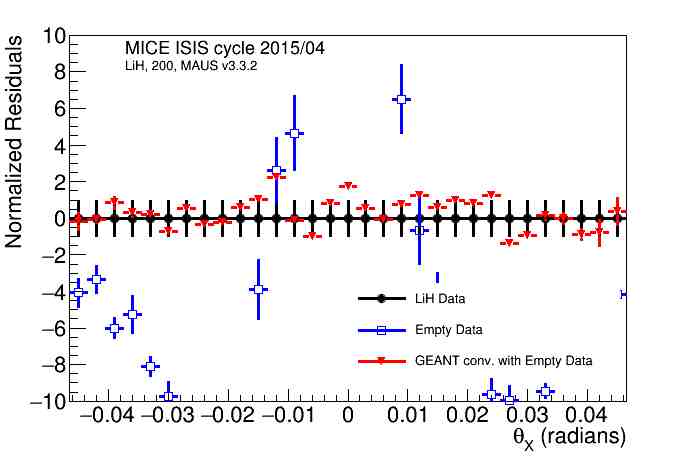 MICE ISIS cycle 2015/04
LiH, 200, MAUS v3.3.2
Normalized Residuals
10
8
6
4
2
0
−2
−4
−6
−8
−10
LiH Data
Empty Data
GEANT conv. with Empty Data
−0.04 −0.03 −0.02 −0.01 0 0.01 0.02 0.03 0.04
θX (radians)